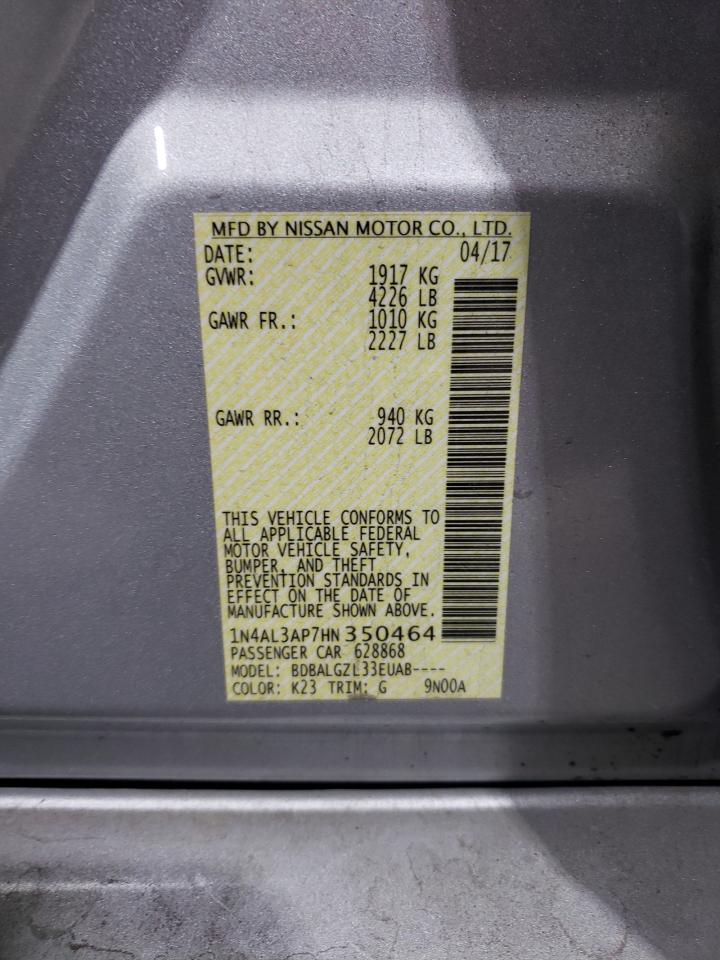 MFD BY NISSAN MOTOR CO., LTD.
DATE: 04/17
GVWR: 1917 KG
4226 LB
GAWR FR.: 1010 KG
2227 LB
GAWR RR.: 940 KG
2072 LB
THIS VEHICLE CONFORMS TO
ALL APPLICABLE FEDERAL
MOTOR VEHICLE SAFETY,
BUMPER, AND THEFT
PREVENTION STANDARDS IN
EFFECT ON THE DATE OF
MANUFACTURE SHOWN ABOVE.
1N4AL3AP7HN350464
PASSENGER CAR 628868
MODEL: BDBALGZL33EUAB----
COLOR: K23 TRIM: G 9N00A